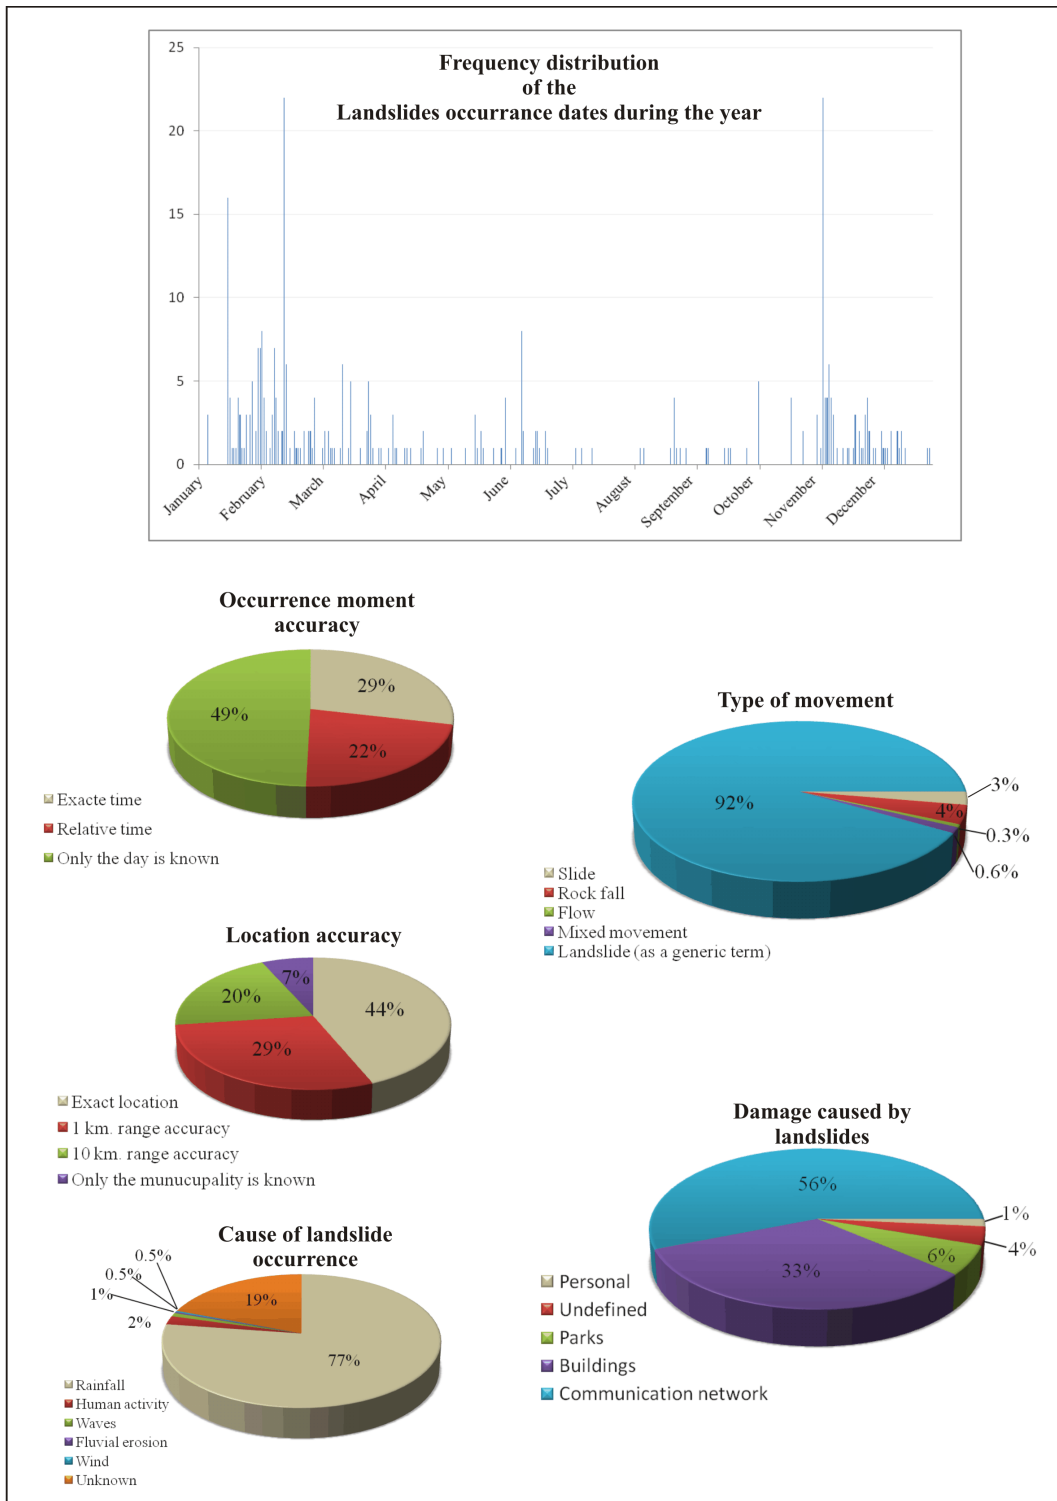 Frequency distribution
of the
Landslides occurrance dates during the year
25
20
15
10
5
0
January
February
March
April
May
June
July
August
September
October
November
December
Occurrence moment
accuracy
29%
49%
22%
Exacte time
Relative time
Only the day is known
Type of movement
3%
92%
4%
0.3%
0.6%
Slide
Rock fall
Flow
Mixed movement
Landslide (as a generic term)
Location accuracy
7%
20%
44%
29%
Exact location
1 km. range accuracy
10 km. range accuracy
Only the munucupality is known
Damage caused by
landslides
56%
1%
4%
6%
33%
Personal
Undefined
Parks
Buildings
Communication network
Cause of landslide
occurrence
0.5%
0.5%
1%
2%
19%
77%
Rainfall
Human activity
Waves
Fluvial erosion
Wind
Unknown